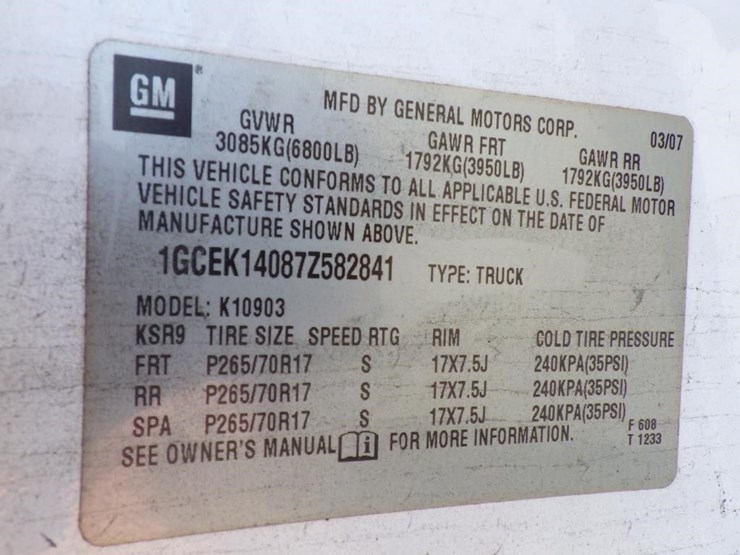 GM ®
MFD BY GENERAL MOTORS CORP. 03/07
GVWR GAWR FRT GAWR RR
3085KG(6800LB) 1792KG(3950LB) 1792KG(3950LB)
THIS VEHICLE CONFORMS TO ALL APPLICABLE U.S. FEDERAL MOTOR
VEHICLE SAFETY STANDARDS IN EFFECT ON THE DATE OF
MANUFACTURE SHOWN ABOVE.
1GCEK14087Z582841 TYPE: TRUCK
MODEL: K10903
KSR9 TIRE SIZE SPEED RTG RIM COLD TIRE PRESSURE
FRT P265/70R17 S 17X7.5J 240KPA(35PSI)
RR P265/70R17 S 17X7.5J 240KPA(35PSI)
SPA P265/70R17 S 17X7.5J 240KPA(35PSI)
SEE OWNER'S MANUAL i FOR MORE INFORMATION.
F 608
T 1233